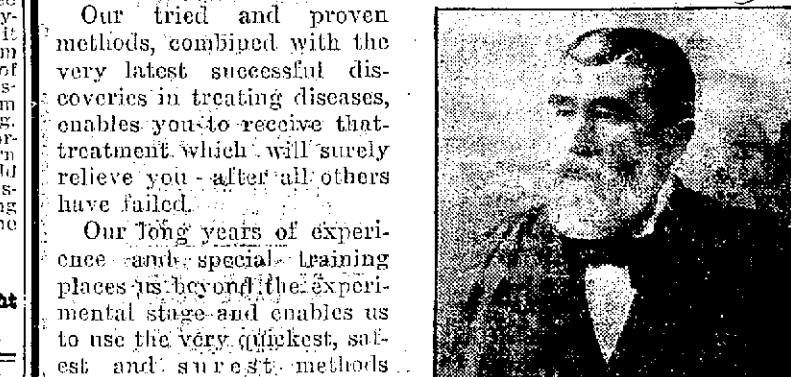 Our tried and proven
methods, combined with the
very latest successful dis-
coveries in treating diseases,
enables you to receive that
treatment which will surely
relieve you - after all others
have failed.
Our long years of experi-
ence and special training
places us beyond the experi-
mental stage and enables us
to use the very quickest, saf-
est and surest methods